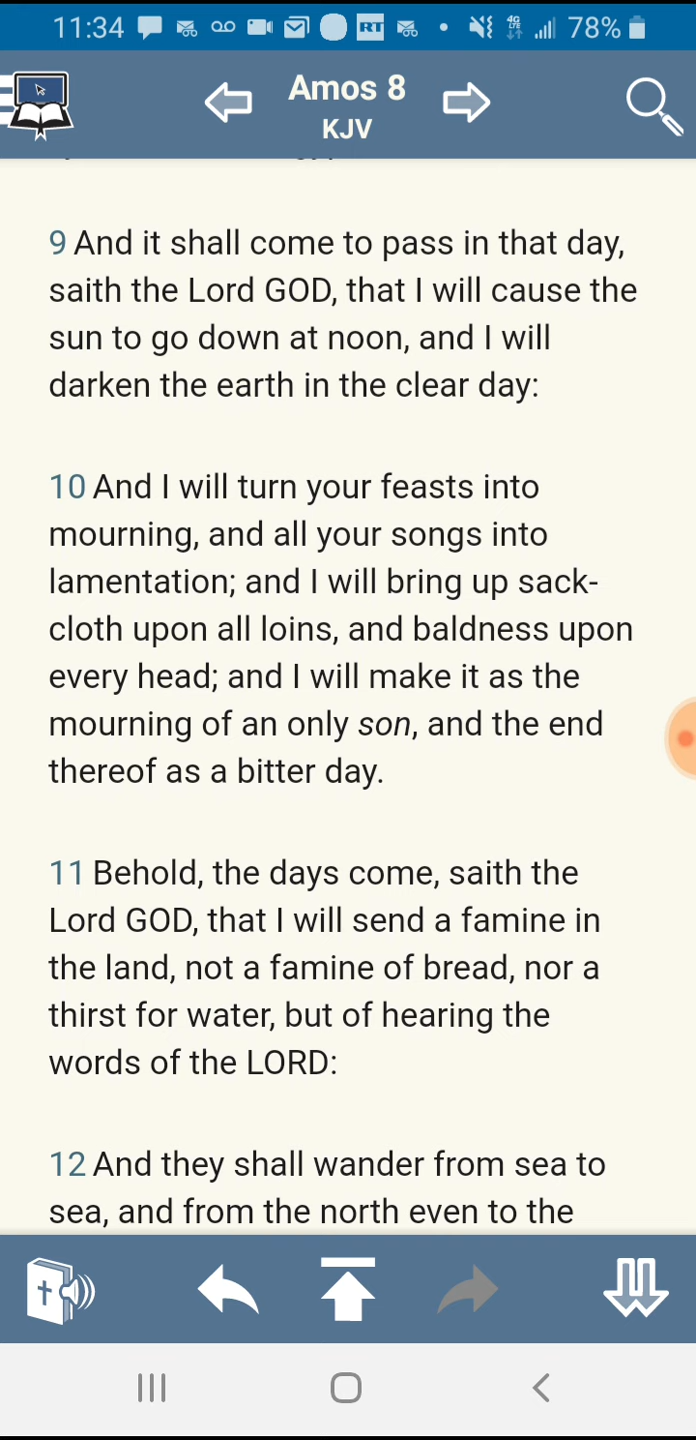 11:34 RT 4G LTE 78%
Amos 8
KJV
9 And it shall come to pass in that day,
saith the Lord GOD, that I will cause the
sun to go down at noon, and I will
darken the earth in the clear day:
10 And I will turn your feasts into
mourning, and all your songs into
lamentation; and I will bring up sack-
cloth upon all loins, and baldness upon
every head; and I will make it as the
mourning of an only son, and the end
thereof as a bitter day.
11 Behold, the days come, saith the
Lord GOD, that I will send a famine in
the land, not a famine of bread, nor a
thirst for water, but of hearing the
words of the LORD:
12 And they shall wander from sea to
sea, and from the north even to the